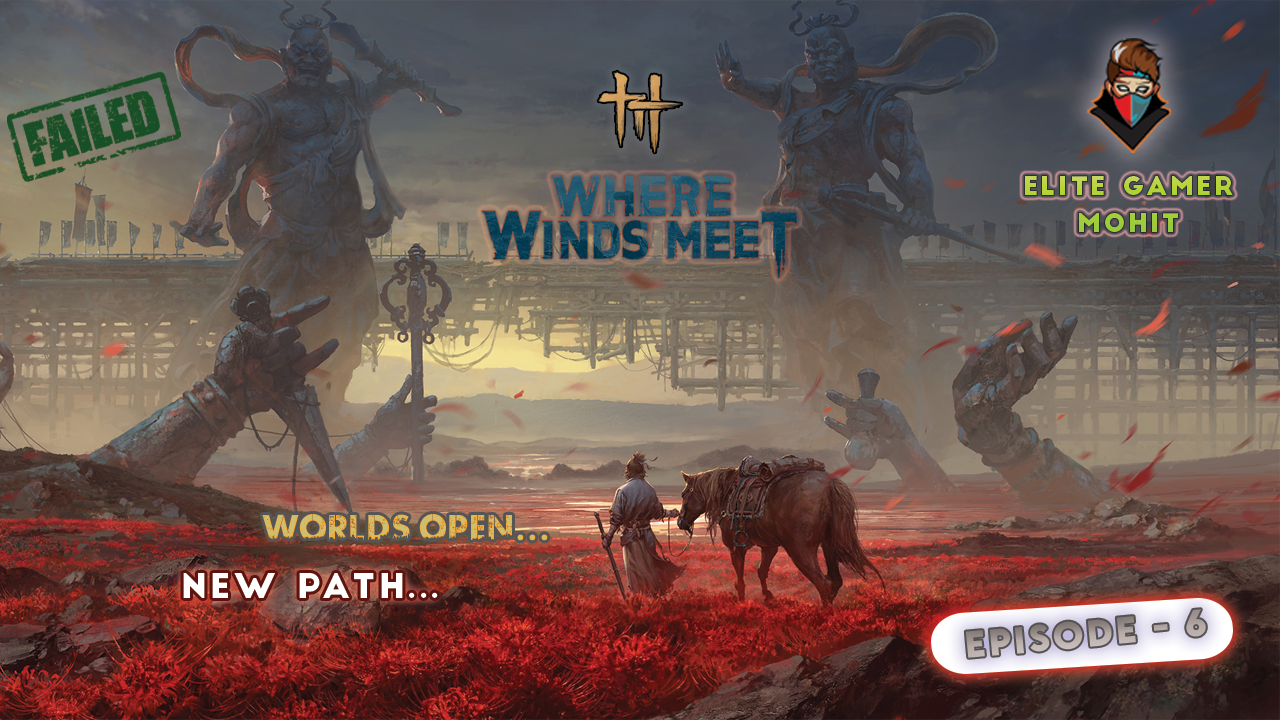 FAILED
WHERE
WINDS MEET
ELITE GAMER
MOHIT
WORLDS OPEN...
NEW PATH...
EPISODE - 6